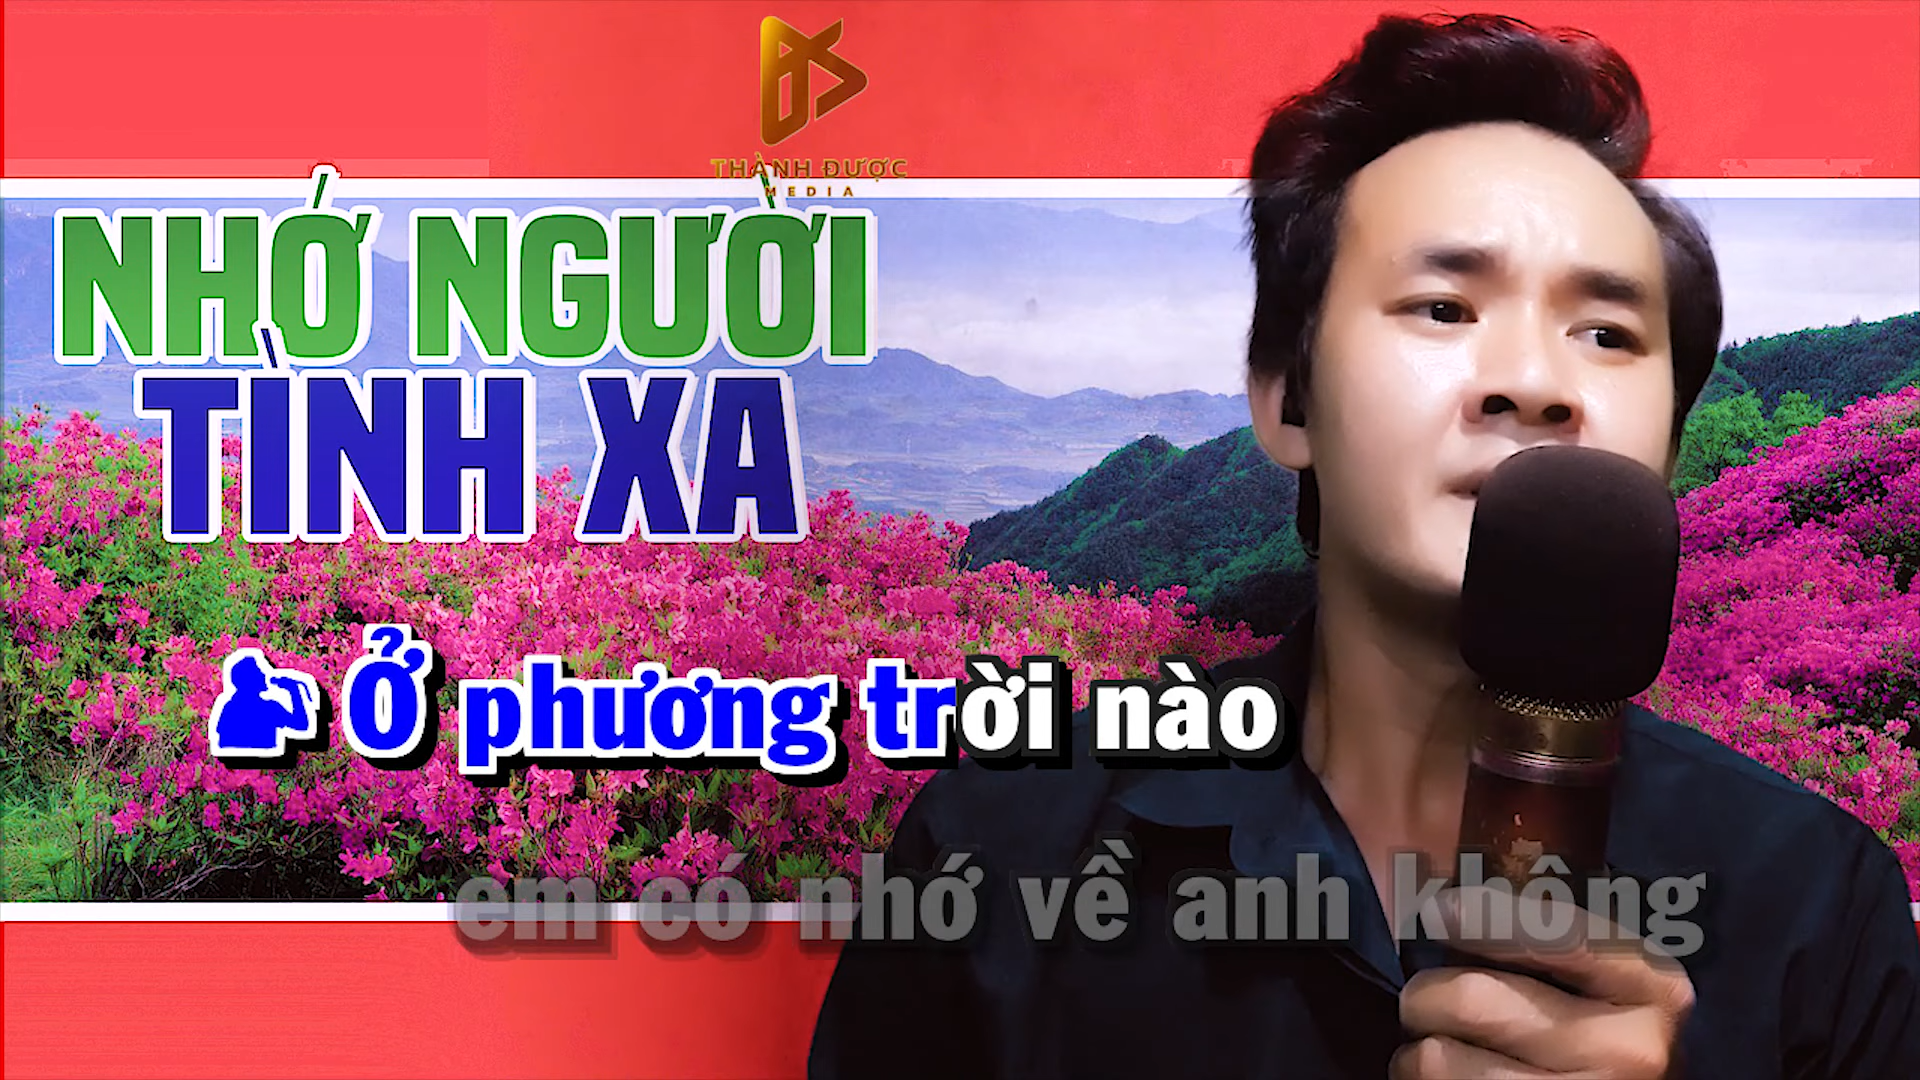 THÀNH ĐƯỢC
MEDIA
NHỚ NGƯỜI
TÌNH XA
Ở phương trời nào
em có nhớ về anh không